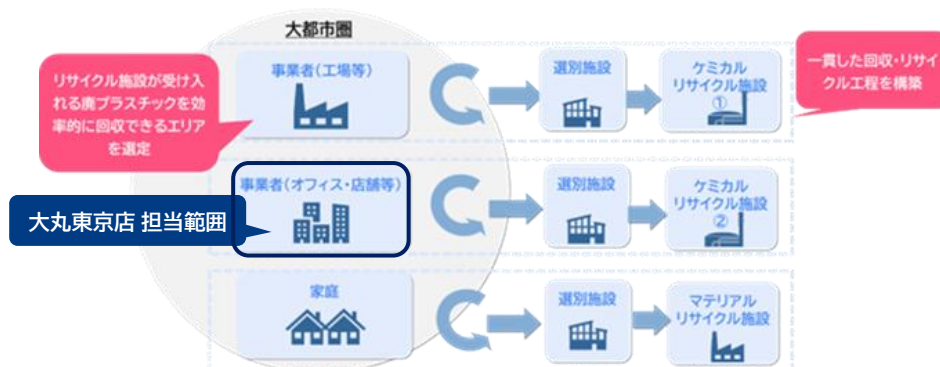 大都市圏
リサイクル施設が受け入
れる廃プラスチックを効
率的に回収できるエリア
を選定
事業者(工場等)
選別施設
ケミカル
リサイクル施設
①
一貫した回収・リサイ
クル工程を構築
大丸東京店 担当範囲
事業者(オフィス・店舗等)
選別施設
ケミカル
リサイクル施設
②
家庭
選別施設
マテリアル
リサイクル施設